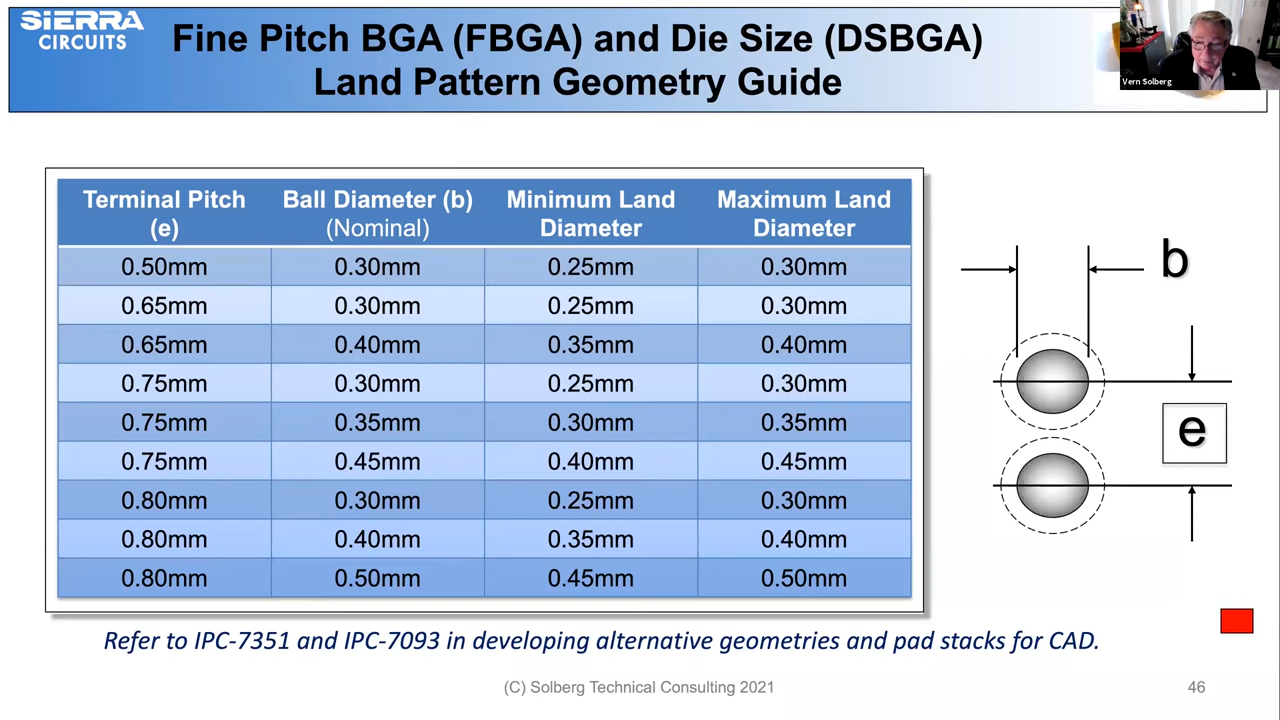 SiERRA
CIRCUITS
Fine Pitch BGA (FBGA) and Die Size (DSBGA)
Land Pattern Geometry Guide
Vern Solberg
Terminal Pitch (e) Ball Diameter (b) (Nominal) Minimum Land Diameter Maximum Land Diameter
0.50mm 0.30mm 0.25mm 0.30mm
0.65mm 0.30mm 0.25mm 0.30mm
0.65mm 0.40mm 0.35mm 0.40mm
0.75mm 0.30mm 0.25mm 0.30mm
0.75mm 0.35mm 0.30mm 0.35mm
0.75mm 0.45mm 0.40mm 0.45mm
0.80mm 0.30mm 0.25mm 0.30mm
0.80mm 0.40mm 0.35mm 0.40mm
0.80mm 0.50mm 0.45mm 0.50mm
b
e
Refer to IPC-7351 and IPC-7093 in developing alternative geometries and pad stacks for CAD.
(C) Solberg Technical Consulting 2021
46